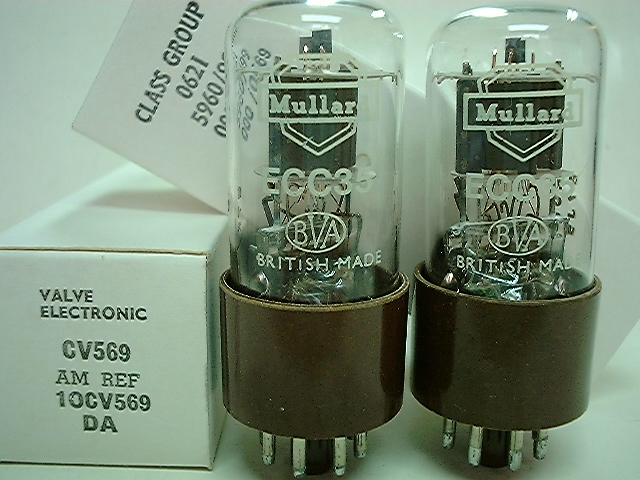 CLASS GROUP
0621
5960/
VALVE
ELECTRONIC
CV569
AM REF
10CV569
DA
Mullard
ECC35
BVA
BRITISH MADE
Mullard
ECC35
BVA
BRITISH MADE